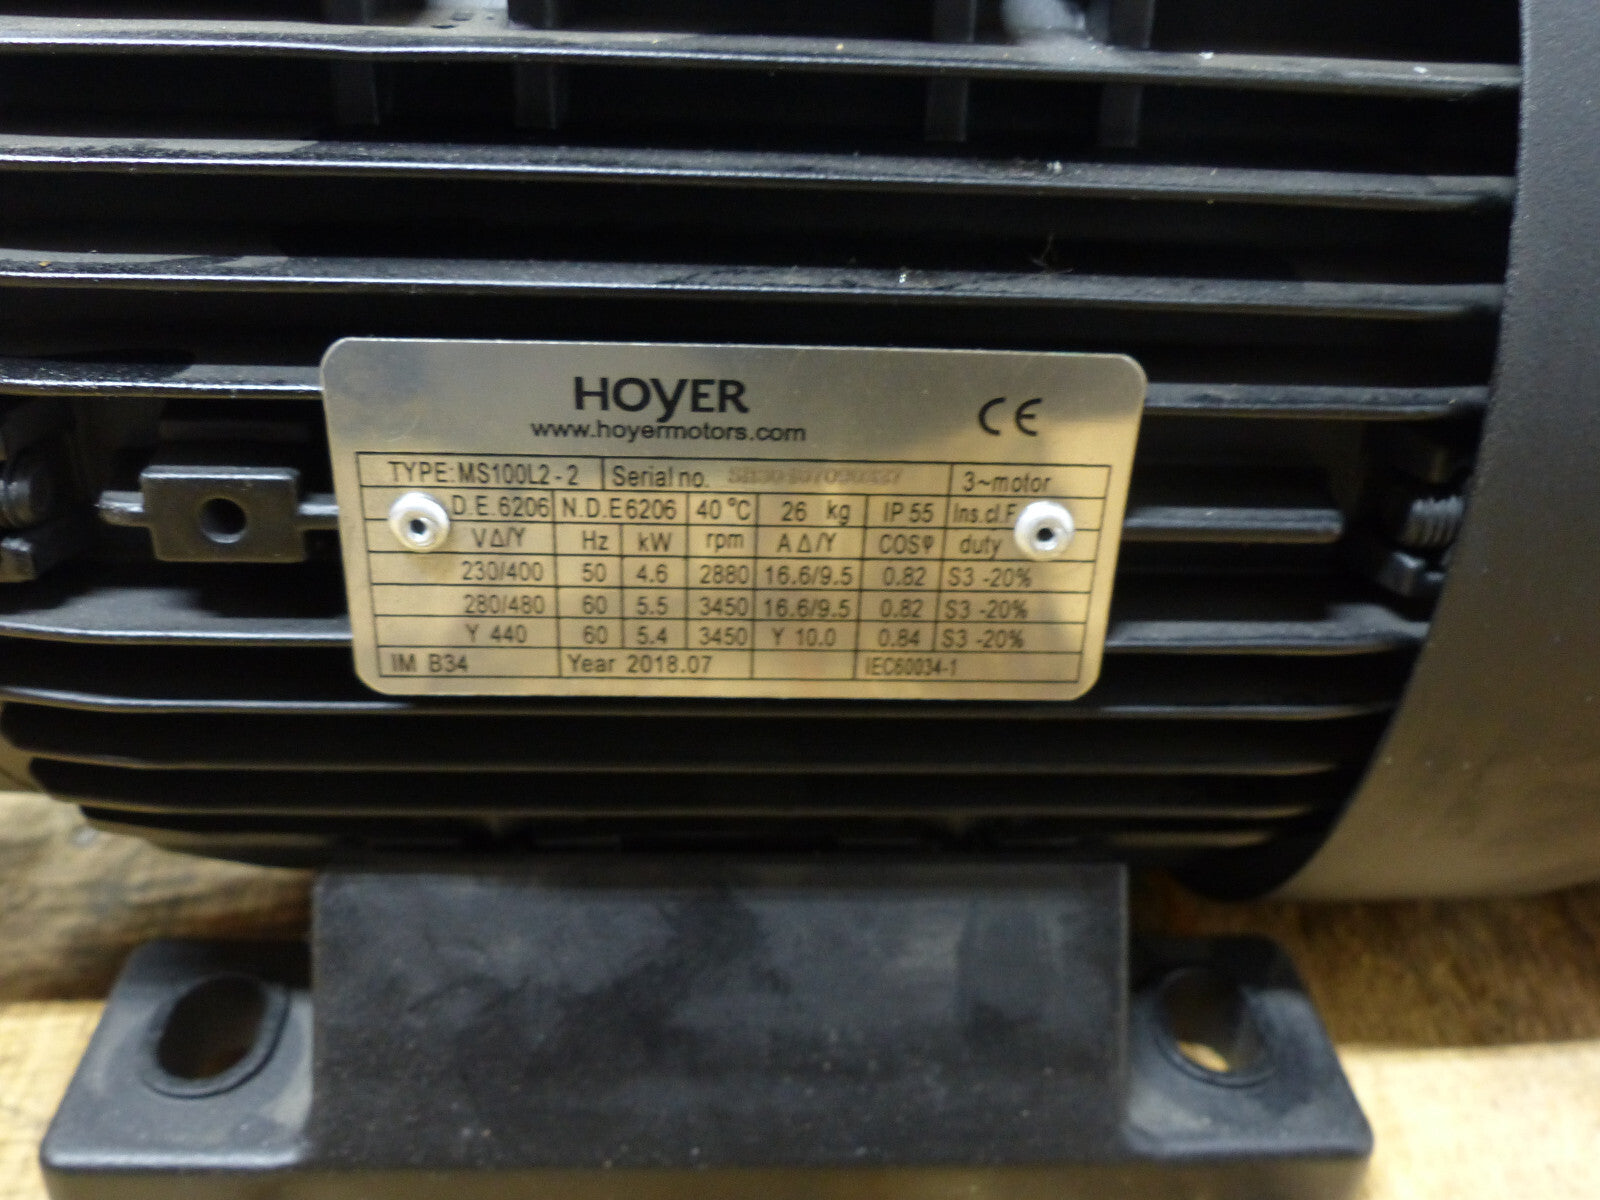 HOYER
www.hoyermotors.com
CE
TYPE: MS100L2-2 Serial no. 3~motor
D.E.6206 N.D.E6206 40 °C 26 kg IP 55 Ins.cl.F
V∆/Y Hz kW rpm A ∆/Y COSφ duty
230/400 50 4.6 2880 16.6/9.5 0.82 S3 -20%
280/480 60 5.5 3450 16.6/9.5 0.82 S3 -20%
Y 440 60 5.4 3450 Y 10.0 0.84 S3 -20%
IM B34 Year 2018.07 IEC60034-1